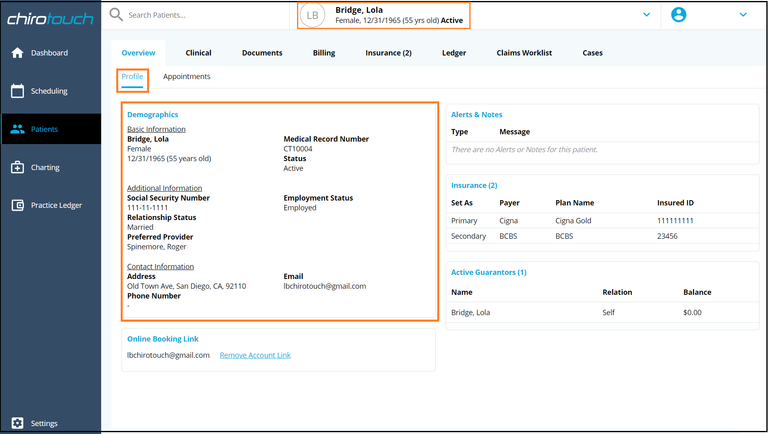 chirotouch
Search Patients...
LB
Bridge, Lola
Female, 12/31/1965 (55 yrs old) Active
Dashboard
Scheduling
Patients
Charting
Practice Ledger
Settings
Overview Clinical Documents Billing Insurance (2) Ledger Claims Worklist Cases
Profile Appointments
Demographics
Basic Information
Bridge, Lola Medical Record Number
Female CT10004
12/31/1965 (55 years old) Status
Active
Additional Information
Social Security Number Employment Status
111-11-1111 Employed
Relationship Status
Married
Preferred Provider
Spinemore, Roger
Contact Information
Address Email
Old Town Ave, San Diego, CA, 92110 lbchirotouch@gmail.com
Phone Number
-
Online Booking Link
lbchirotouch@gmail.com Remove Account Link
Alerts & Notes
Type Message
There are no Alerts or Notes for this patient.
Insurance (2)
Set As Payer Plan Name Insured ID
Primary Cigna Cigna Gold 111111111
Secondary BCBS BCBS 23456
Active Guarantors (1)
Name Relation Balance
Bridge, Lola Self $0.00